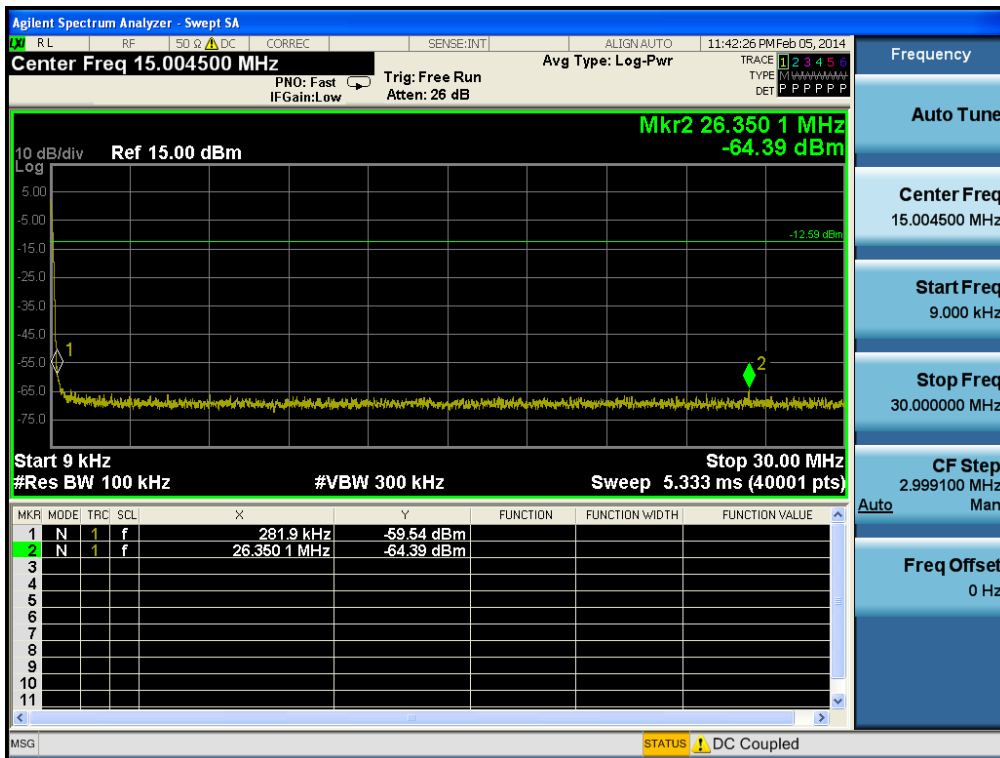 Agilent Spectrum Analyzer - Swept SA
LXI RL RF 50 Ω DC CORREC SENSE:INT ALIGN AUTO 11:42:26 PM Feb 05, 2014
Center Freq 15.004500 MHz
PNO: Fast
IFGain:Low
Trig: Free Run
Atten: 26 dB
Avg Type: Log-Pwr
TRACE 1 2 3 4 5 6
TYPE M WWWWW
DET P P P P P P
Mkr2 26.350 1 MHz
-64.39 dBm
10 dB/div Ref 15.00 dBm
Log
5.00
-5.00
-12.59 dBm
-15.0
-25.0
-35.0
-45.0
1
-55.0
2
-65.0
-75.0
Start 9 kHz Stop 30.00 MHz
#Res BW 100 kHz #VBW 300 kHz Sweep 5.333 ms (40001 pts)
MKR MODE TRC SCL X Y FUNCTION FUNCTION WIDTH FUNCTION VALUE
1 N 1 f 281.9 kHz -59.54 dBm
2 N 1 f 26.350 1 MHz -64.39 dBm
3
4
5
6
7
8
9
10
11
MSG STATUS DC Coupled
Frequency
Auto Tune
Center Freq
15.004500 MHz
Start Freq
9.000 kHz
Stop Freq
30.000000 MHz
CF Step
2.999100 MHz
Auto Man
Freq Offset
0 Hz